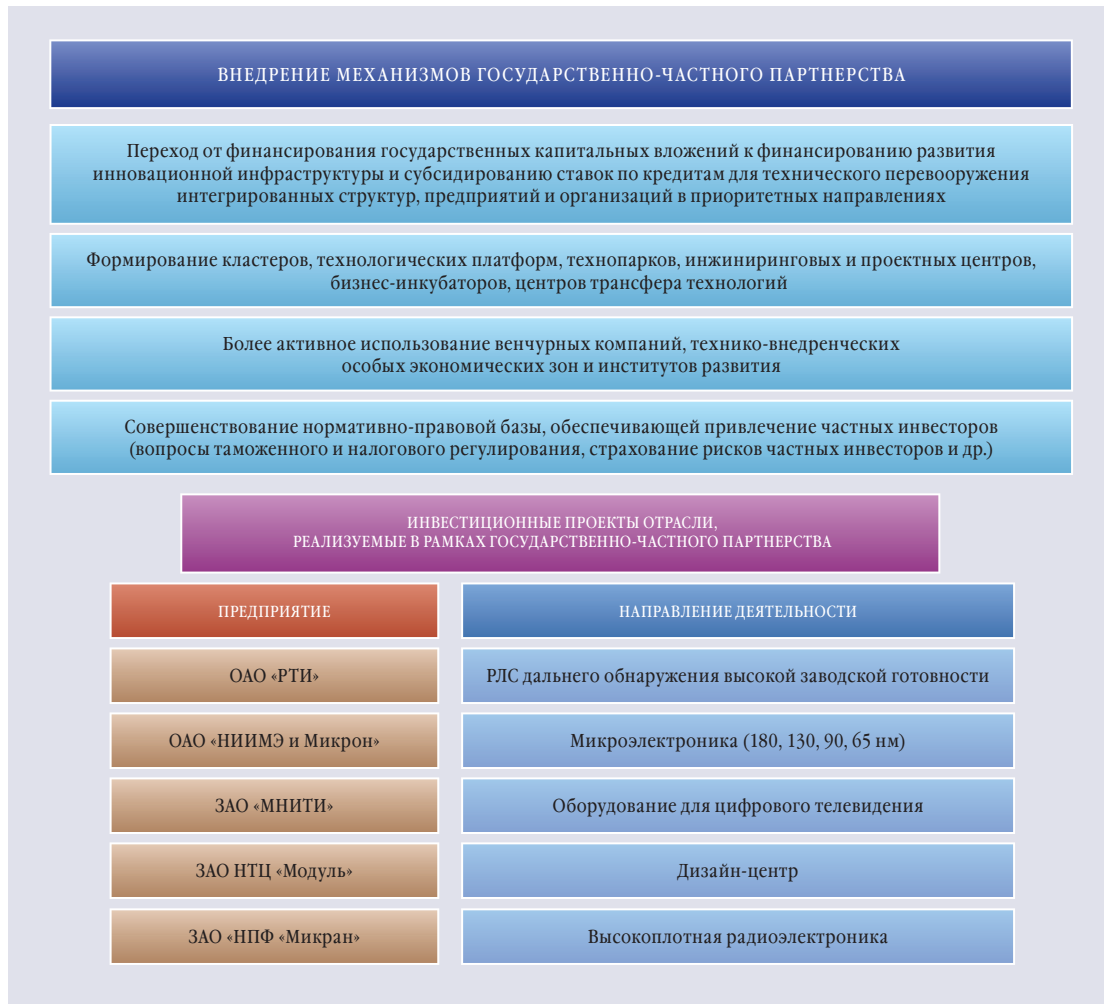 ВНЕДРЕНИЕ МЕХАНИЗМОВ ГОСУДАРСТВЕННО-ЧАСТНОГО ПАРТНЕРСТВА
Переход от финансирования государственных капитальных вложений к финансированию развития
инновационной инфраструктуры и субсидированию ставок по кредитам для технического перевооружения
интегрированных структур, предприятий и организаций в приоритетных направлениях
Формирование кластеров, технологических платформ, технопарков, инжиниринговых и проектных центров,
бизнес-инкубаторов, центров трансфера технологий
Более активное использование венчурных компаний, технико-внедренческих
особых экономических зон и институтов развития
Совершенствование нормативно-правовой базы, обеспечивающей привлечение частных инвесторов
(вопросы таможенного и налогового регулирования, страхование рисков частных инвесторов и др.)
ИНВЕСТИЦИОННЫЕ ПРОЕКТЫ ОТРАСЛИ,
РЕАЛИЗУЕМЫЕ В РАМКАХ ГОСУДАРСТВЕННО-ЧАСТНОГО ПАРТНЕРСТВА
ПРЕДПРИЯТИЕ
НАПРАВЛЕНИЕ ДЕЯТЕЛЬНОСТИ
ОАО «РТИ»
РЛС дальнего обнаружения высокой заводской готовности
ОАО «НИИМЭ и Микрон»
Микроэлектроника (180, 130, 90, 65 нм)
ЗАО «МНИТИ»
Оборудование для цифрового телевидения
ЗАО НТЦ «Модуль»
Дизайн-центр
ЗАО «НПФ «Микран»
Высокоплотная радиоэлектроника